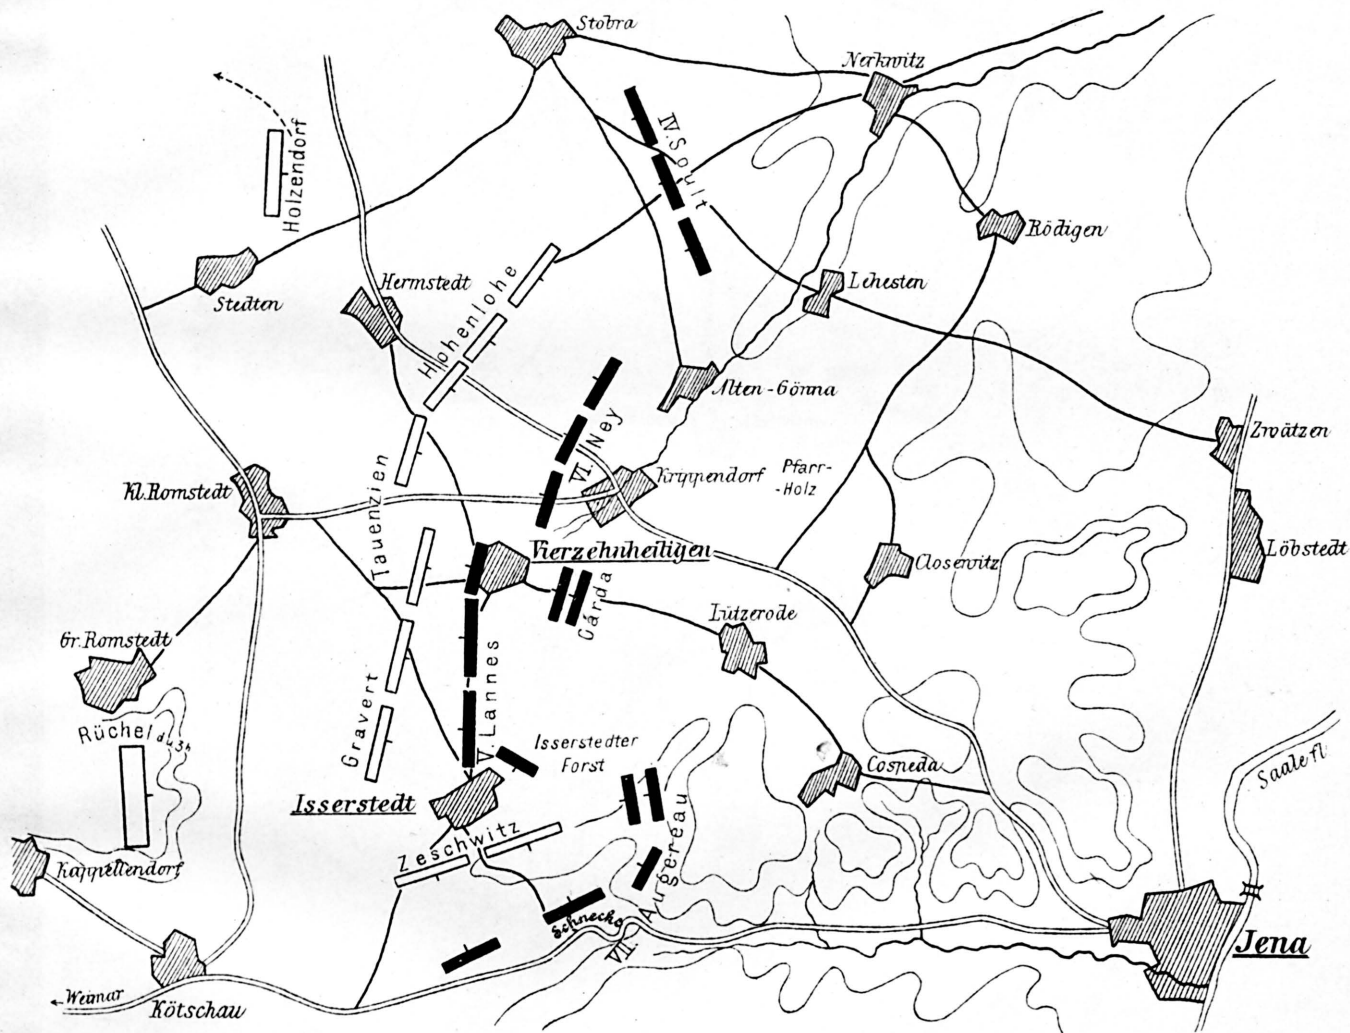 Stobra
Nerkwitz
IV. Soult
Holzendorf
Rödigen
Stedten
Hermstedt
Hohenlohe
Lehesten
Alten-Gönna
VI. Ney
Zwätzen
Kl. Romstedt
Krippendorf
Pfarr-
-Holz
Tauenzien
Vierzehnheiligen
Closewitz
Löbstedt
Gárda
Lützerode
Gr. Romstedt
Gravert
V. Lannes
Rüchel
Isserstedter
Forst
Cospeda
Saale fl.
Isserstedt
Zeschwitz
VII. Augereau
Kappellendorf
Schnecke
Jena
Weimar
Kötschau